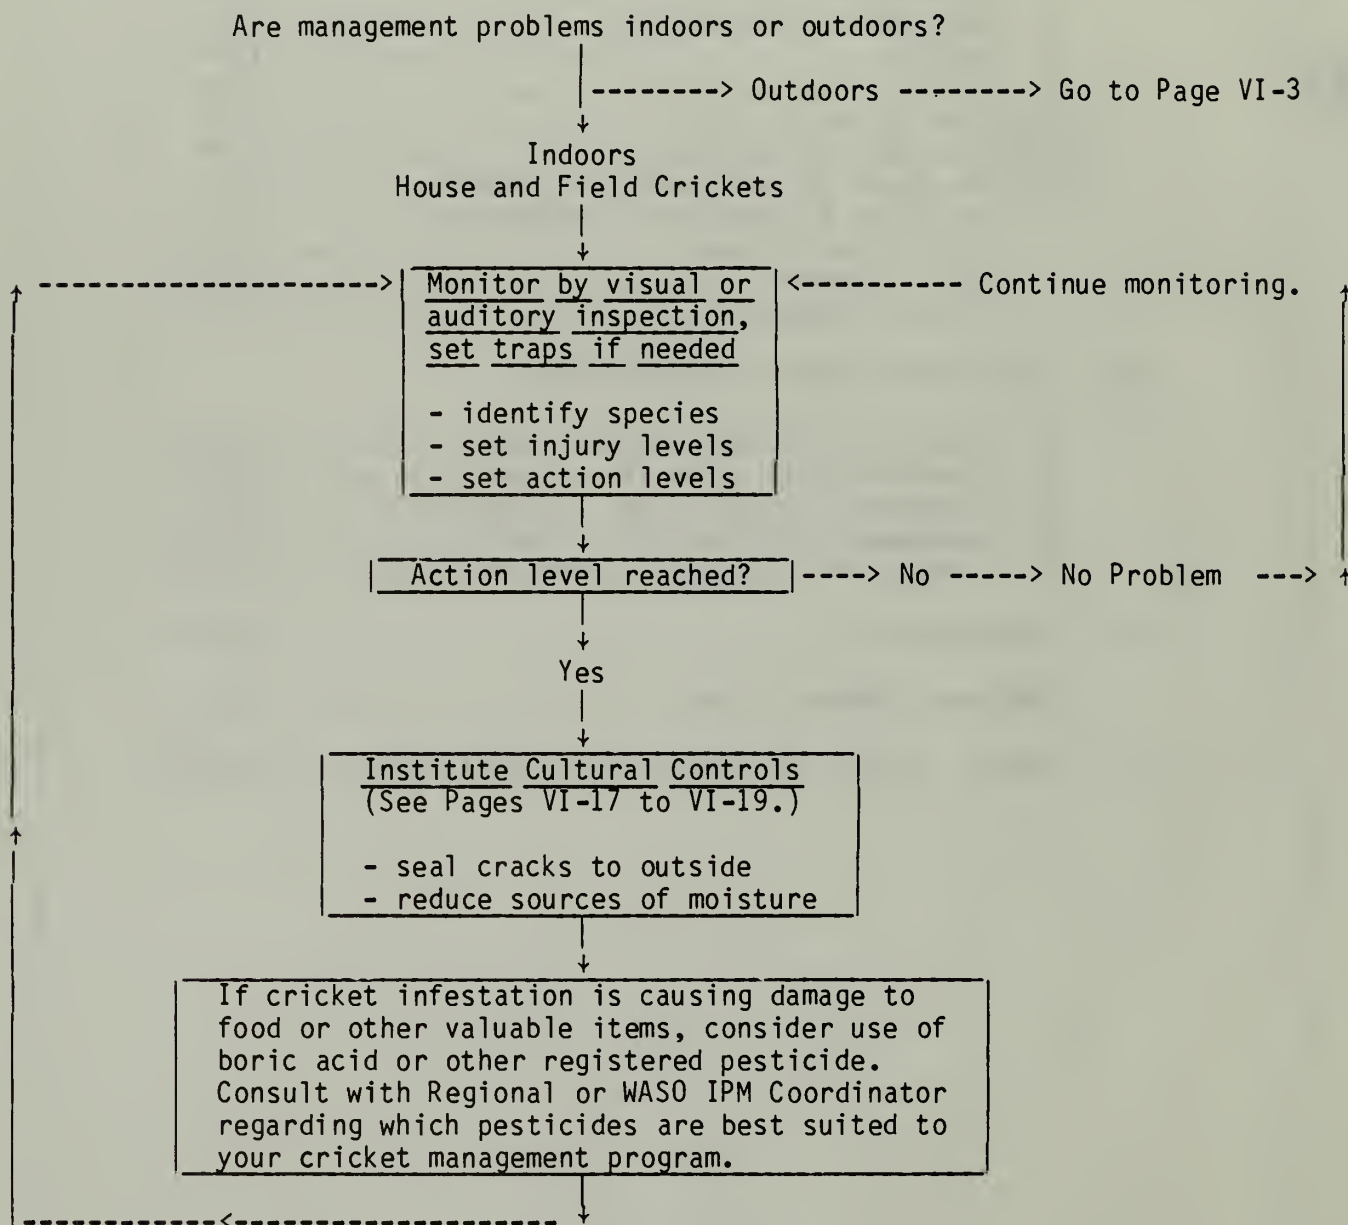 Are management problems indoors or outdoors?
--------> Outdoors --------> Go to Page VI-3
Indoors
House and Field Crickets
-------------------->
Monitor by visual or
<---------- Continue monitoring.
auditory inspection,
set traps if needed
- identify species
- set injury levels
- set action levels
Action level reached? ----> No -----> No Problem --->
Yes
Institute Cultural Controls
(See Pages VI-17 to VI-19.)
- seal cracks to outside
- reduce sources of moisture
If cricket infestation is causing damage to
food or other valuable items, consider use of
boric acid or other registered pesticide.
Consult with Regional or WASO IPM Coordinator
regarding which pesticides are best suited to
your cricket management program.